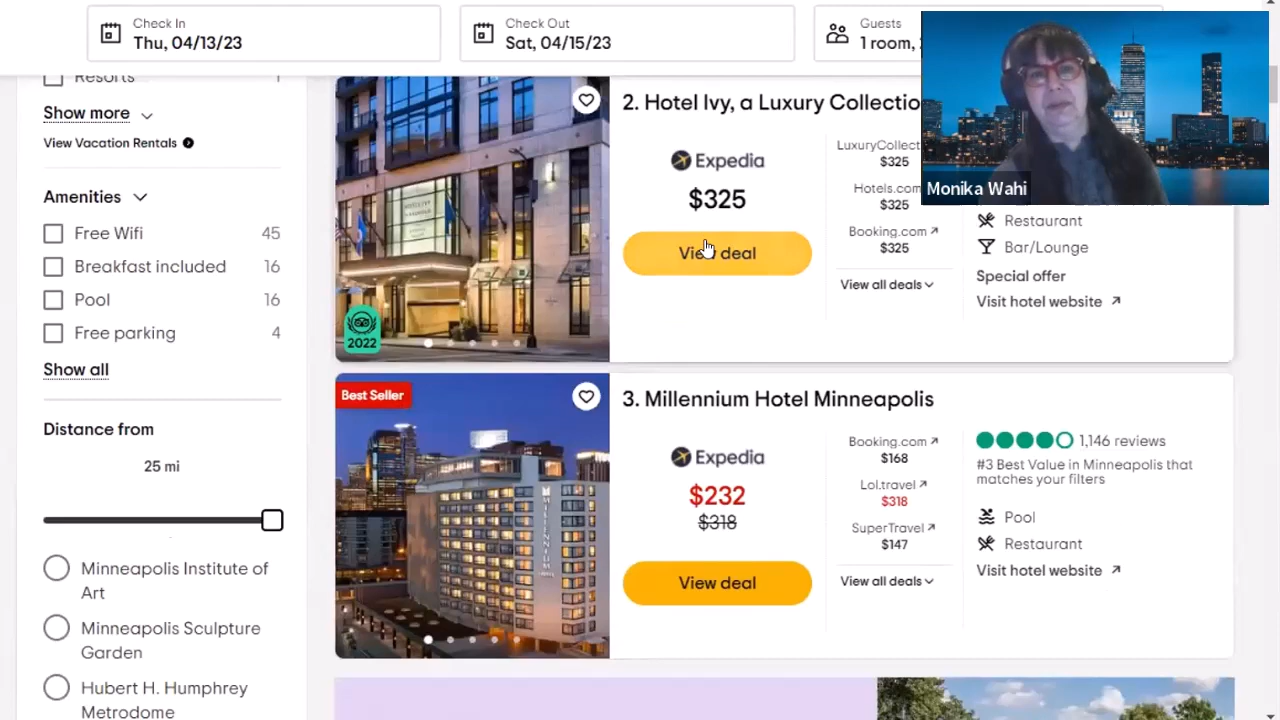 Check In
Thu, 04/13/23
Check Out
Sat, 04/15/23
Guests
1 room,
Monika Wahi
Resorts 1
Show more
View Vacation Rentals
Amenities
Free Wifi 45
Breakfast included 16
Pool 16
Free parking 4
Show all
Distance from
25 mi
Minneapolis Institute of
Art
Minneapolis Sculpture
Garden
Hubert H. Humphrey
Metrodome
2022
2. Hotel Ivy, a Luxury Collectio
Expedia
$325
View deal
LuxuryCollect
$325
Hotels.com
$325
Booking.com
$325
View all deals
Restaurant
Bar/Lounge
Special offer
Visit hotel website
Best Seller
MILLENNIUM
3. Millennium Hotel Minneapolis
Expedia
$232
$318
View deal
Booking.com
$168
Lol.travel
$318
SuperTravel
$147
View all deals
1,146 reviews
#3 Best Value in Minneapolis that
matches your filters
Pool
Restaurant
Visit hotel website